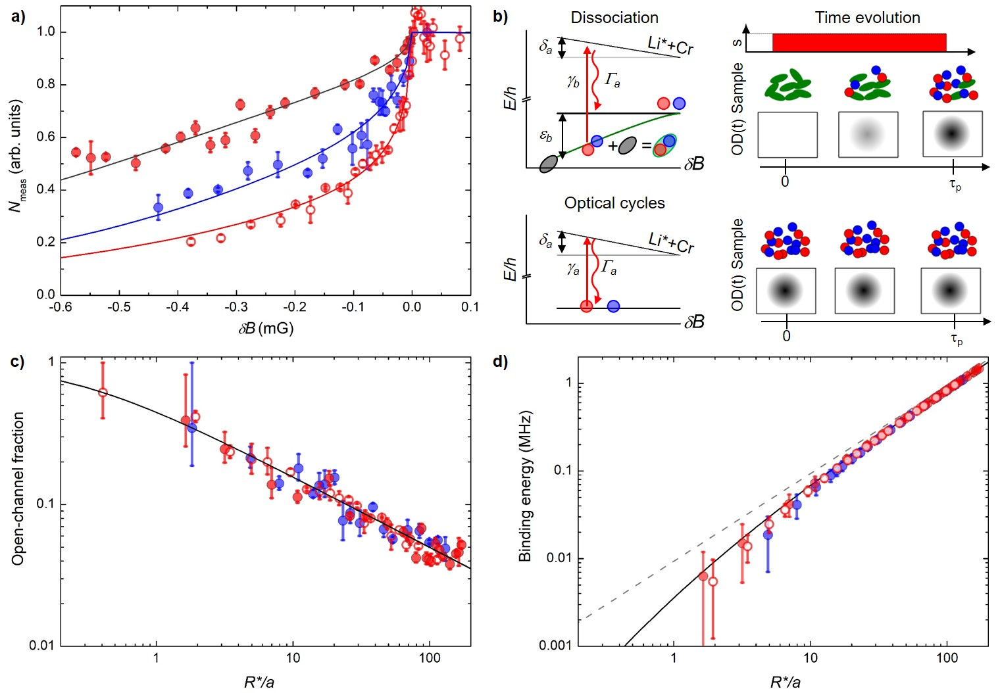 a)
1.0
0.8
0.6
0.4
0.2
0.0
N_meas (arb. units)
-0.6 -0.5 -0.4 -0.3 -0.2 -0.1 0.0 0.1
δB (mG)
b)
Dissociation
Time evolution
E/h
δ_a
Li*+Cr
γ_b
Γ_a
ε_b
+ =
δB
s
Sample
OD(t)
0 τ_p
Optical cycles
E/h
δ_a
Li*+Cr
γ_a
Γ_a
δB
Sample
OD(t)
0 τ_p
c)
1
0.1
0.01
Open-channel fraction
1 10 100
R*/a
d)
1
0.1
0.01
0.001
Binding energy (MHz)
1 10 100
R*/a